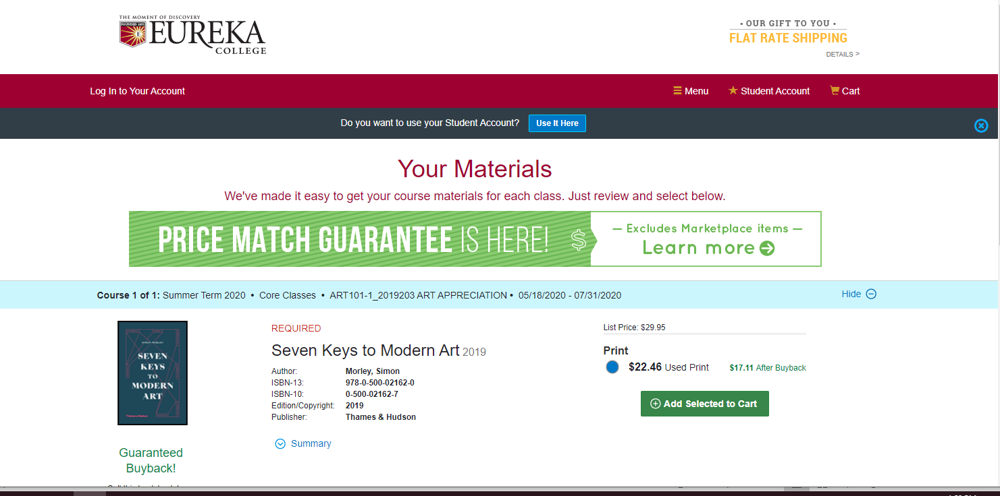 THE MOMENT OF DISCOVERY
FOUNDED 1855
E
EUREKA
COLLEGE
• OUR GIFT TO YOU •
FLAT RATE SHIPPING
DETAILS >
Log In to Your Account
Menu
Student Account
Cart
Do you want to use your Student Account?
Use It Here
Your Materials
We've made it easy to get your course materials for each class. Just review and select below.
PRICE MATCH GUARANTEE IS HERE!
$
— Excludes Marketplace items —
Learn more
Course 1 of 1: Summer Term 2020 • Core Classes • ART101-1_2019203 ART APPRECIATION • 05/18/2020 - 07/31/2020
Hide
SIMON MORLEY
SEVEN
KEYS
TO
MODERN
ART
Thames & Hudson
Guaranteed
Buyback!
REQUIRED
Seven Keys to Modern Art 2019
Author: Morley, Simon
ISBN-13: 978-0-500-02162-0
ISBN-10: 0-500-02162-7
Edition/Copyright: 2019
Publisher: Thames & Hudson
Summary
List Price: $29.95
Print
$22.46 Used Print $17.11 After Buyback
Add Selected to Cart